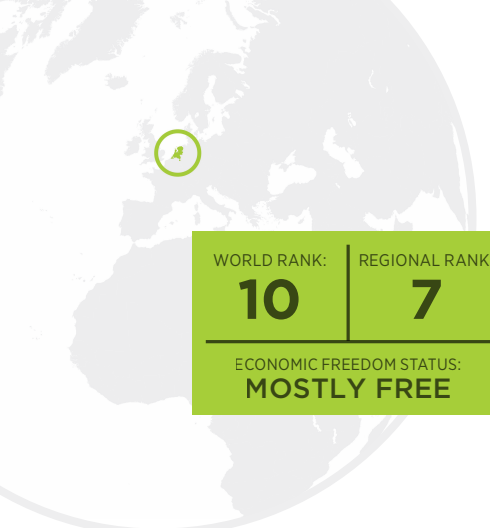 WORLD RANK:
10
REGIONAL RANK
7
ECONOMIC FREEDOM STATUS:
MOSTLY FREE